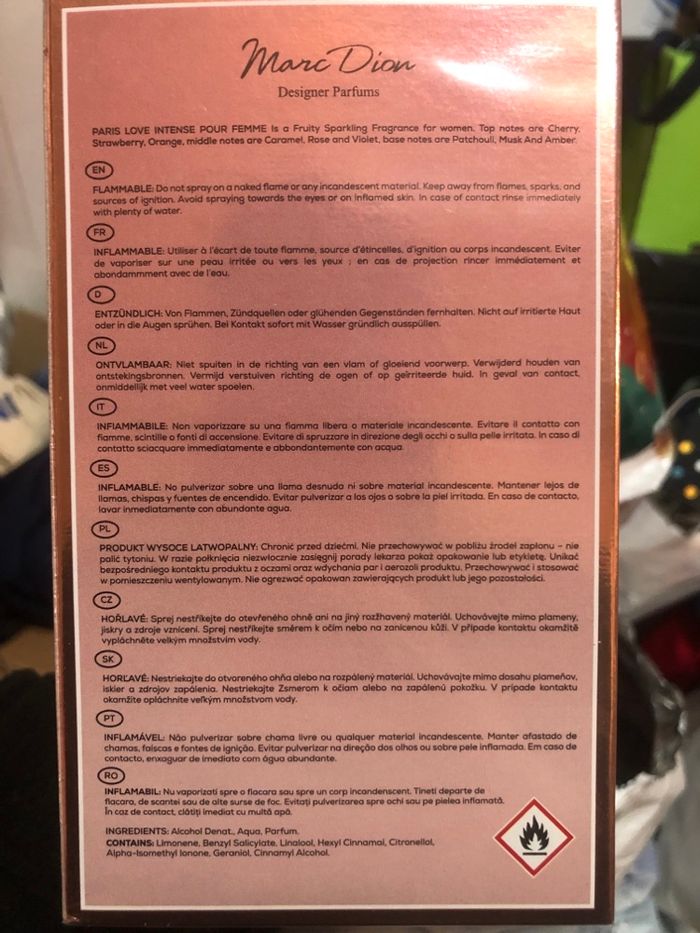 Marc Dion
Designer Parfums
PARIS LOVE INTENSE POUR FEMME Is a Fruity Sparkling Fragrance for women. Top notes are Cherry,
Strawberry, Orange, middle notes are Caramel, Rose and Violet, base notes are Patchouli, Musk And Amber.
EN
FLAMMABLE: Do not spray on a naked flame or any incandescent material. Keep away from flames, sparks, and
sources of ignition. Avoid spraying towards the eyes or on inflamed skin. In case of contact rinse immediately
with plenty of water.
FR
INFLAMMABLE: Utiliser à l'écart de toute flamme, source d'étincelles, d'ignition ou corps incandescent. Eviter
de vaporiser sur une peau irritée ou vers les yeux ; en cas de projection rincer immédiatement et
abondammment avec de l'eau.
D
ENTZÜNDLICH: Von Flammen, Zündquellen oder glühenden Gegenständen fernhalten. Nicht auf irritierte Haut
oder in die Augen sprühen. Bei Kontakt sofort mit Wasser gründlich ausspüllen.
NL
ONTVLAMBAAR: Niet spuiten in de richting van een vlam of gloeiend voorwerp. Verwijderd houden van
ontstekingsbronnen. Vermijd verstuiven richting de ogen of op geïrriteerde huid. In geval van contact,
onmiddellijk met veel water spoelen.
IT
INFIAMMABILE: Non vaporizzare su una fiamma libera o materiale incandescente. Evitare il contatto con
fiamme, scintille o fonti di accensione. Evitare di spruzzare in direzione degli occhi o sulla pelle irritata. In caso di
contatto sciacquare immediatamente e abbondantemente con acqua.
ES
INFLAMABLE: No pulverizar sobre una llama desnuda ni sobre material incandescente. Mantener lejos de
llamas, chispas y fuentes de encendido. Evitar pulverizar a los ojos o sobre la piel irritada. En caso de contacto,
lavar inmediatamente con abundante agua.
PL
PRODUKT WYSOCE LATWOPALNY: Chronić przed dziećmi. Nie przechowywać w pobliżu źrodeł zapłonu – nie
palić tytoniu. W razie połknięcia niezwłocznie zasięgnij porady lekarza pokaż opakowanie lub etykietę. Unikać
bezpośredniego kontaktu produktu z oczami oraz wdychania par i aerozoli produktu. Przechowywać i stosować
w pomieszczeniu wentylowanym. Nie ogrzewać opakowan zawierających produkt lub jego pozostałości.
CZ
HOŘLAVÉ: Sprej nestříkejte do otevřeného ohně ani na jiný rozžhavený materiál. Uchovávejte mimo plameny,
jiskry a zdroje vznícení. Sprej nestříkejte směrem k očím nebo na zanícenou kůži. V případe kontaktu okamžitě
vypláchněte velkým množstvím vody.
SK
HORĽAVÉ: Nestriekajte do otvoreného ohňa alebo na rozpálený materiál. Uchovávajte mimo dosahu plameňov,
iskier a zdrojov zapálenia. Nestriekajte Zsmerom k očiam alebo na zapálenú pokožku. V prípade kontaktu
okamžite opláchnite veľkým množstvom vody.
PT
INFLAMÁVEL: Não pulverizar sobre chama livre ou qualquer material incandescente. Manter afastado de
chamas, faíscas e fontes de ignição. Evitar pulverizar na direção dos olhos ou sobre pele inflamada. Em caso de
contacto, enxaguar de imediato com água abundante.
RO
INFLAMABIL: Nu vaporizati spre o flacara sau spre un corp incandenscent. Tineti departe de
flacara, de scantei sau de alte surse de foc. Evitați pulverizarea spre ochi sau pe pielea inflamată.
În caz de contact, clătiți imediat cu multă apă.
INGREDIENTS: Alcohol Denat., Aqua, Parfum.
CONTAINS: Limonene, Benzyl Salicylate, Linalool, Hexyl Cinnamal, Citronellol,
Alpha-Isomethyl Ionone, Geraniol, Cinnamyl Alcohol.